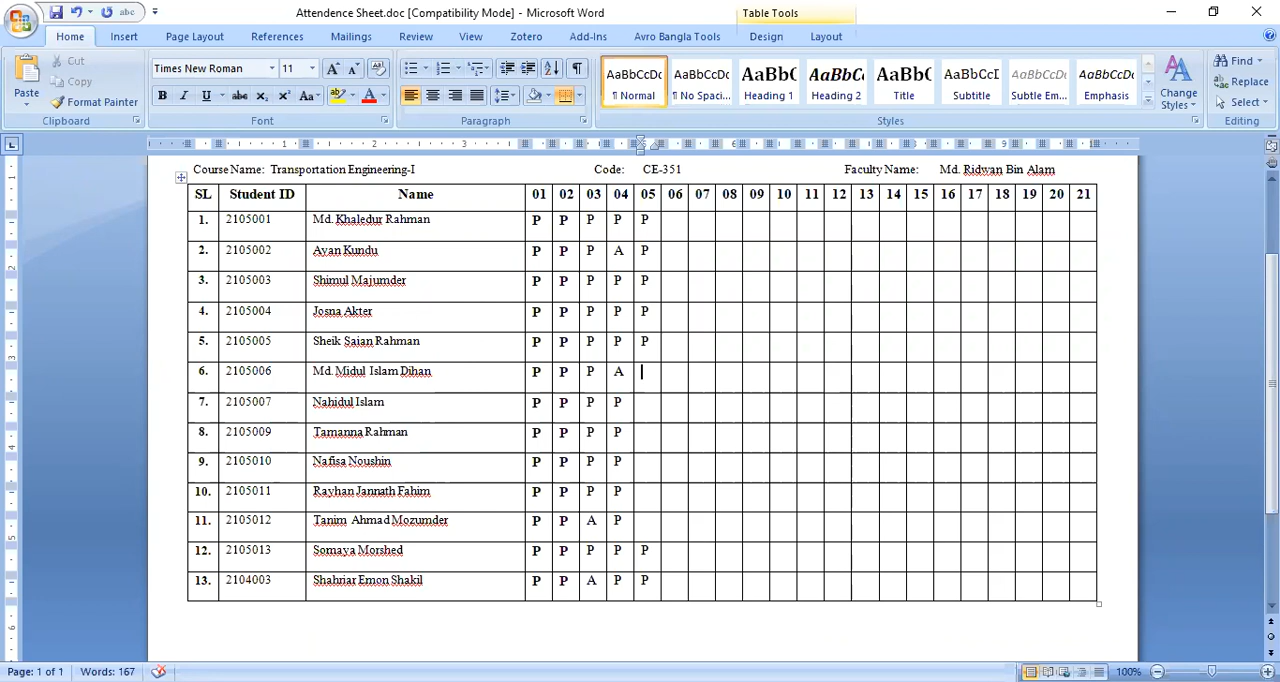 abc Attendence Sheet.doc [Compatibility Mode] - Microsoft Word Table Tools
Home Insert Page Layout References Mailings Review View Zotero Add-Ins Avro Bangla Tools Design Layout
Paste Cut Copy Format Painter
Clipboard
Times New Roman 11
B I U abc X₂ X² Aa A
Font
Paragraph
AaBbCcDc AaBbCcDc AaBbC AaBbCc AaBbC AaBbCcI AaBbCcDc AaBbCcDc
¶ Normal ¶ No Spaci... Heading 1 Heading 2 Title Subtitle Subtle Em... Emphasis
Change Styles
Styles
Find
Replace
Select
Editing
Course Name: Transportation Engineering-I Code: CE-351 Faculty Name: Md. Ridwan Bin Alam
SL Student ID Name 01 02 03 04 05 06 07 08 09 10 11 12 13 14 15 16 17 18 19 20 21
1. 2105001 Md. Khaledur Rahman P P P P P
2. 2105002 Ayan Kundu P P P A P
3. 2105003 Shimul Majumder P P P P P
4. 2105004 Josna Akter P P P P P
5. 2105005 Sheik Saian Rahman P P P P P
6. 2105006 Md. Midul Islam Dihan P P P A
7. 2105007 Nahidul Islam P P P P
8. 2105009 Tamanna Rahman P P P P
9. 2105010 Nafisa Noushin P P P P
10. 2105011 Rayhan Jannath Fahim P P P P
11. 2105012 Tanim Ahmad Mozumder P P A P
12. 2105013 Somaya Morshed P P P P P
13. 2104003 Shahriar Emon Shakil P P A P P
Page: 1 of 1 Words: 167 100%